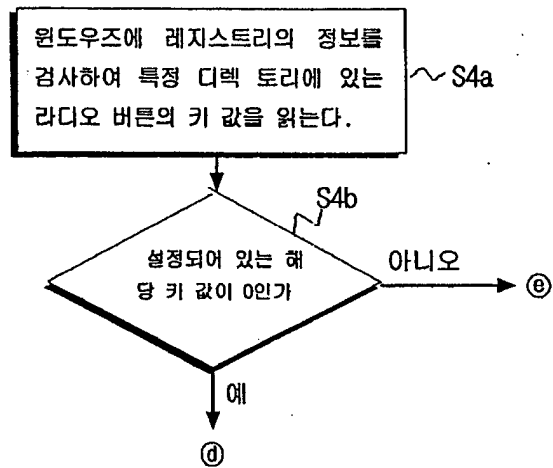 윈도우즈에 레지스트리의 정보를
검사하여 특정 디렉 토리에 있는
라디오 버튼의 키 값을 읽는다.
S4a
S4b
설정되어 있는 해
당 키 값이 0인가
아니오
ⓔ
예
ⓓ